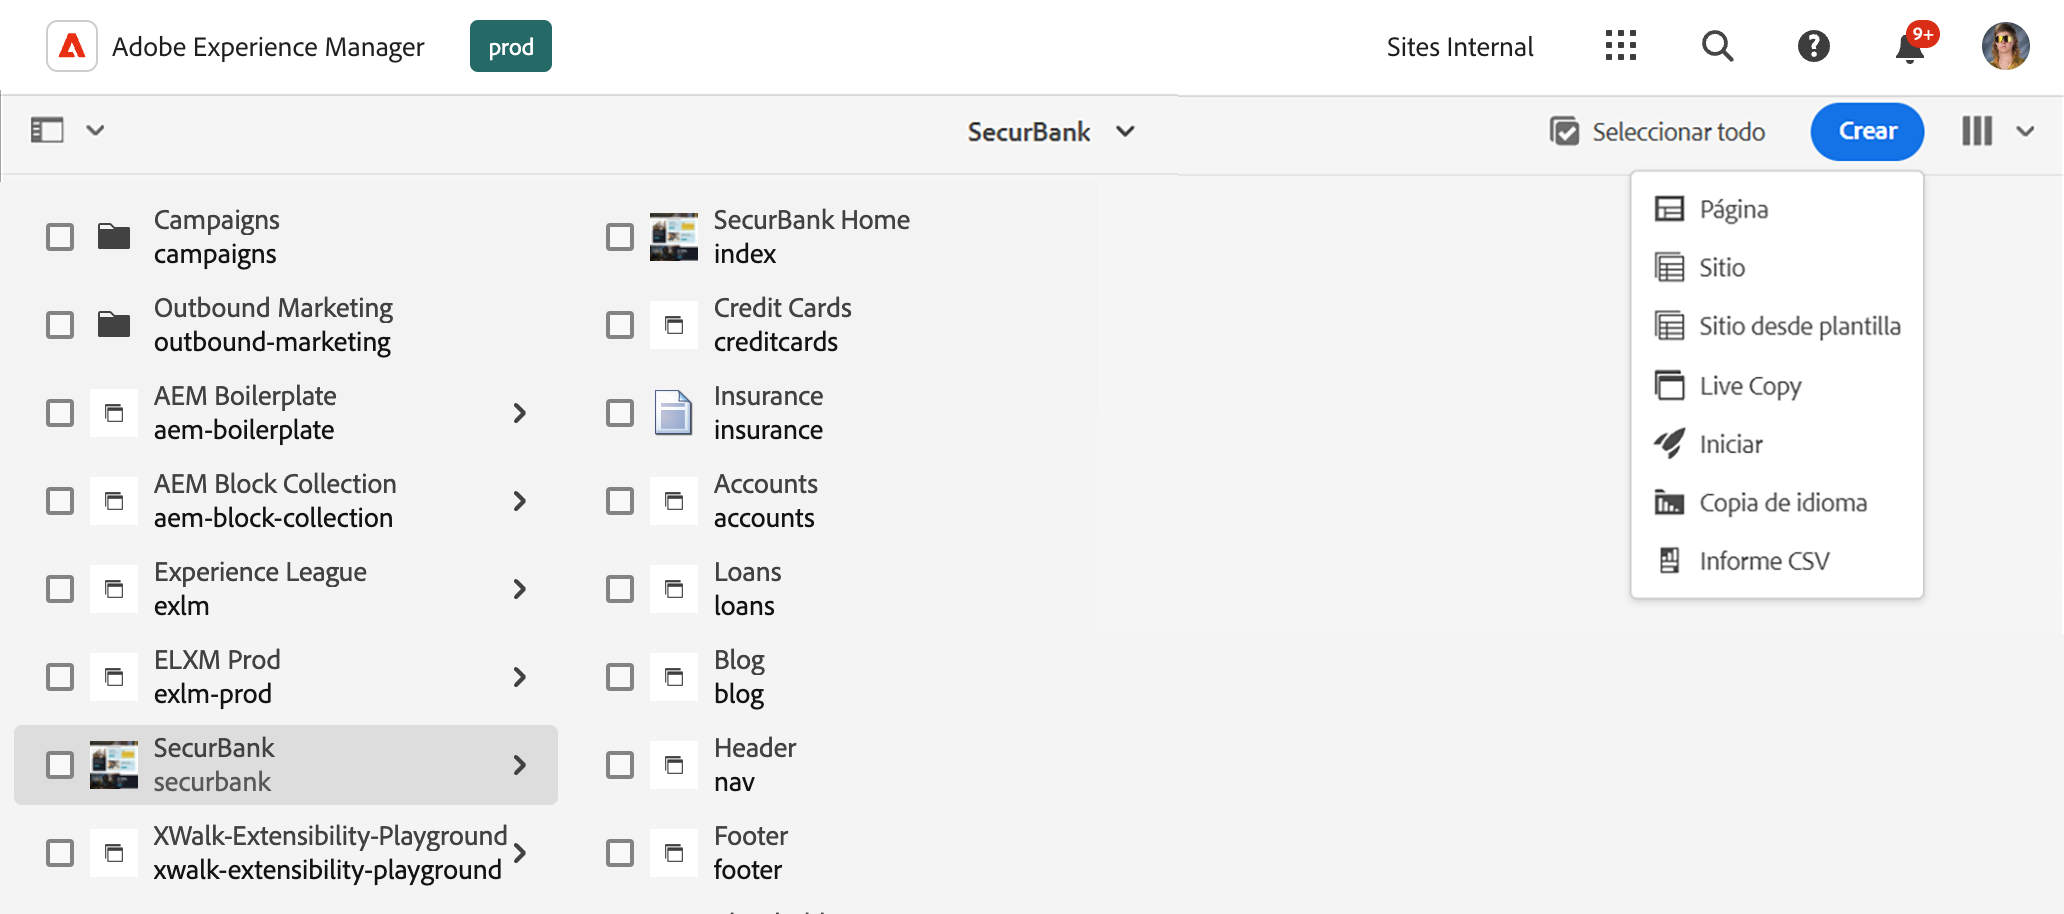 Adobe Experience Manager
prod
Sites Internal
9+
SecurBank
Seleccionar todo
Crear
Campaigns
campaigns
Outbound Marketing
outbound-marketing
AEM Boilerplate
aem-boilerplate
AEM Block Collection
aem-block-collection
Experience League
exlm
ELXM Prod
exlm-prod
SecurBank
securbank
XWalk-Extensibility-Playground
xwalk-extensibility-playground
SecurBank Home
index
Credit Cards
creditcards
Insurance
insurance
Accounts
accounts
Loans
loans
Blog
blog
Header
nav
Footer
footer
Página
Sitio
Sitio desde plantilla
Live Copy
Iniciar
Copia de idioma
Informe CSV